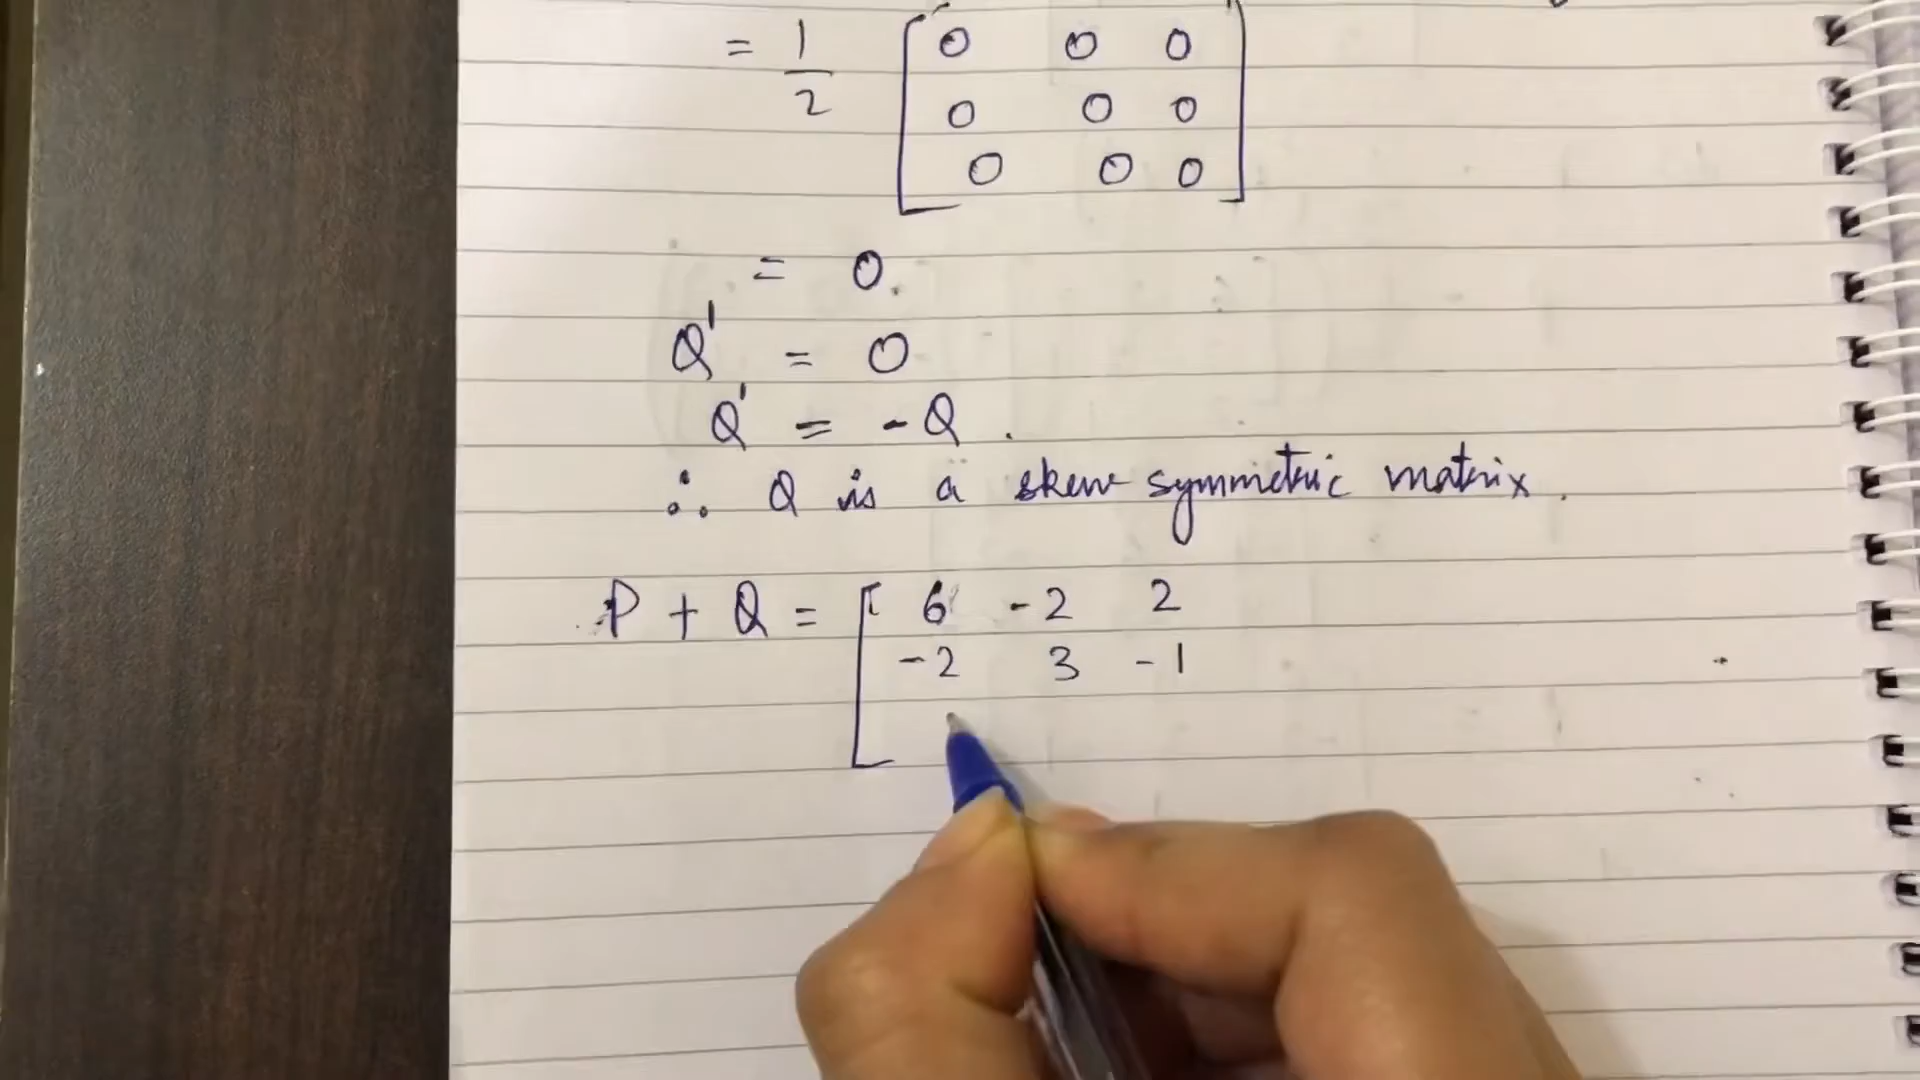 = 1/2 [ 0 0 0
0 0 0
0 0 0 ]
= 0.
Q' = 0
Q' = -Q.
∴ Q is a skew symmetric matrix.
P + Q = [ 6 -2 2
-2 3 -1